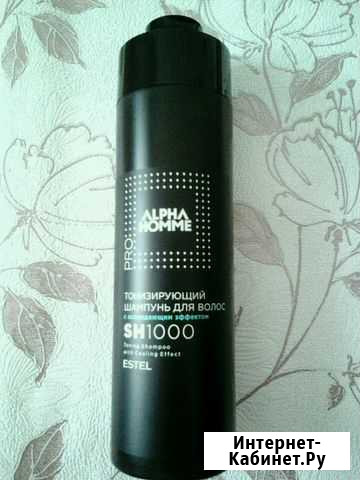 PRO
ALPHA
HOMME
ТОНИЗИРУЮЩИЙ
ШАМПУНЬ ДЛЯ ВОЛОС
с охлаждающим эффектом
SH1000
Toning Shampoo
with Cooling Effect
ESTEL
Интернет-
Кабинет.Ру